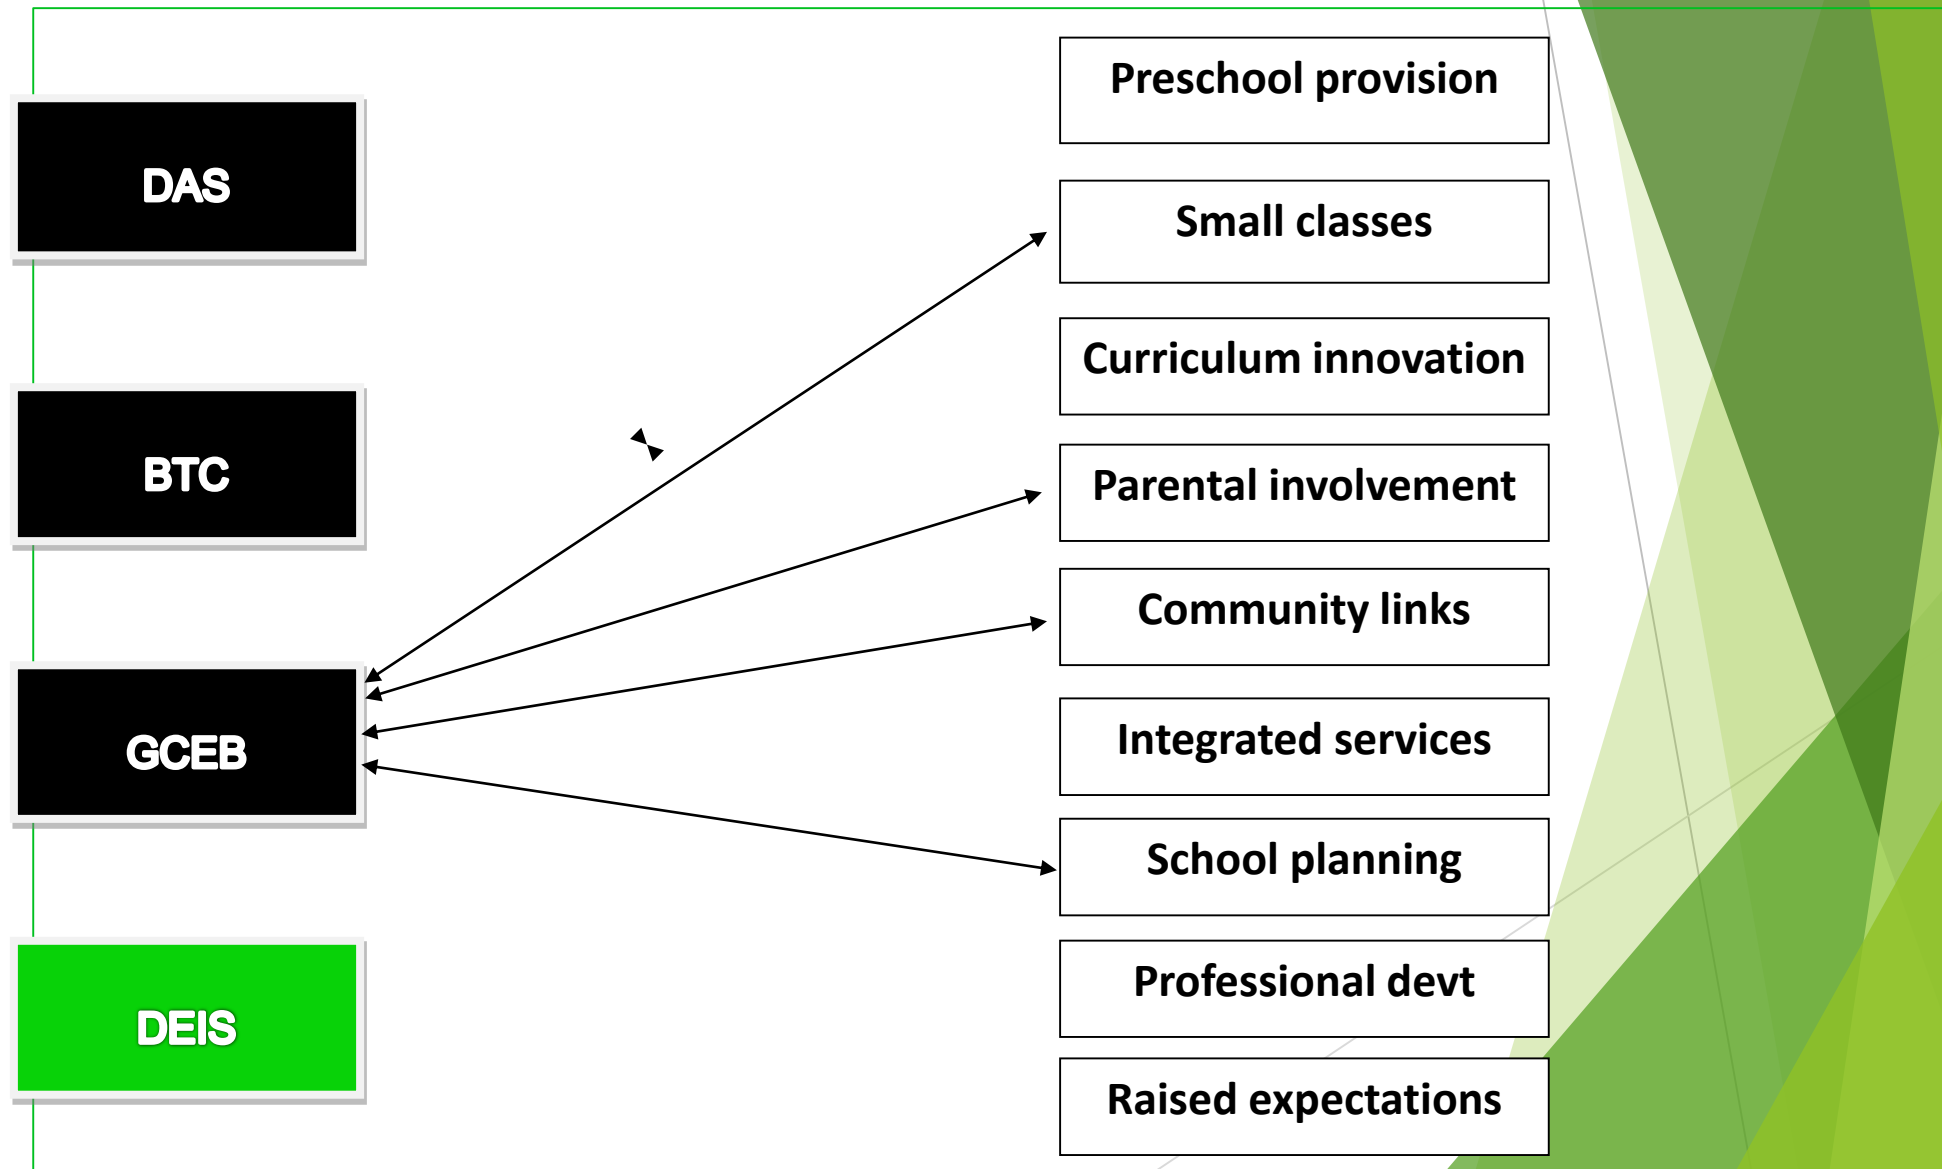 DAS
BTC
GCEB
DEIS
Preschool provision
Small classes
Curriculum innovation
Parental involvement
Community links
Integrated services
School planning
Professional devt
Raised expectations